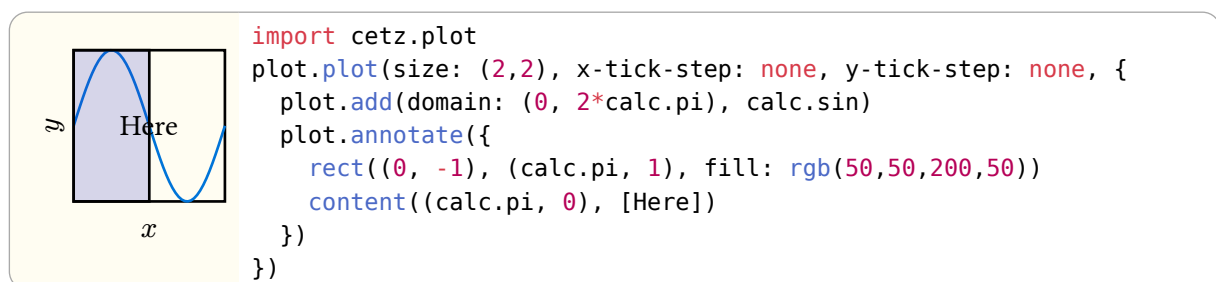 y
Here
x
import cetz.plot
plot.plot(size: (2,2), x-tick-step: none, y-tick-step: none, {
  plot.add(domain: (0, 2*calc.pi), calc.sin)
  plot.annotate({
    rect((0, -1), (calc.pi, 1), fill: rgb(50,50,200,50))
    content((calc.pi, 0), [Here])
  })
})